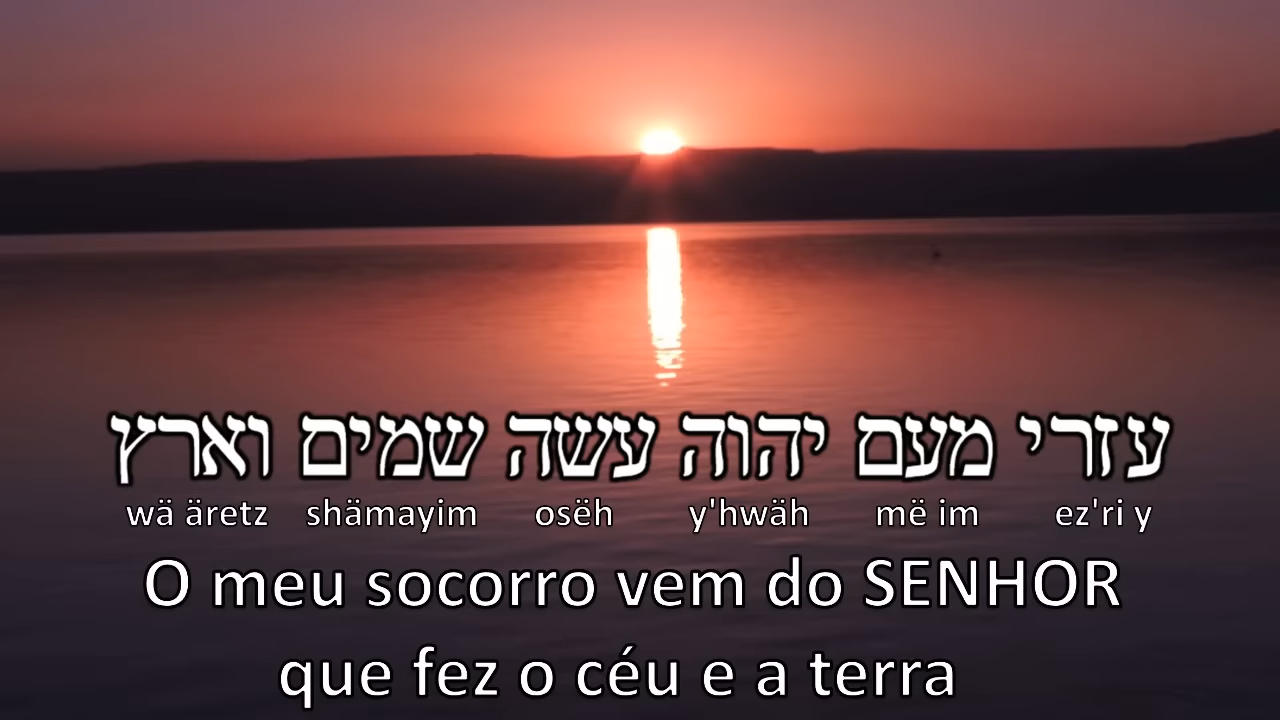 עזרי מעם יהוה עשה שמים וארץ
wä äretz shämayim osëh y'hwäh më im ez'ri y
O meu socorro vem do SENHOR
que fez o céu e a terra